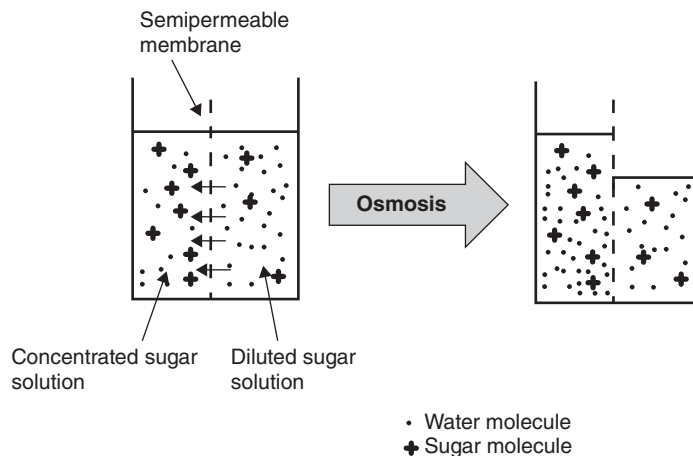 Semipermeable
membrane
Osmosis
Concentrated sugar
solution
Diluted sugar
solution
Water molecule
Sugar molecule